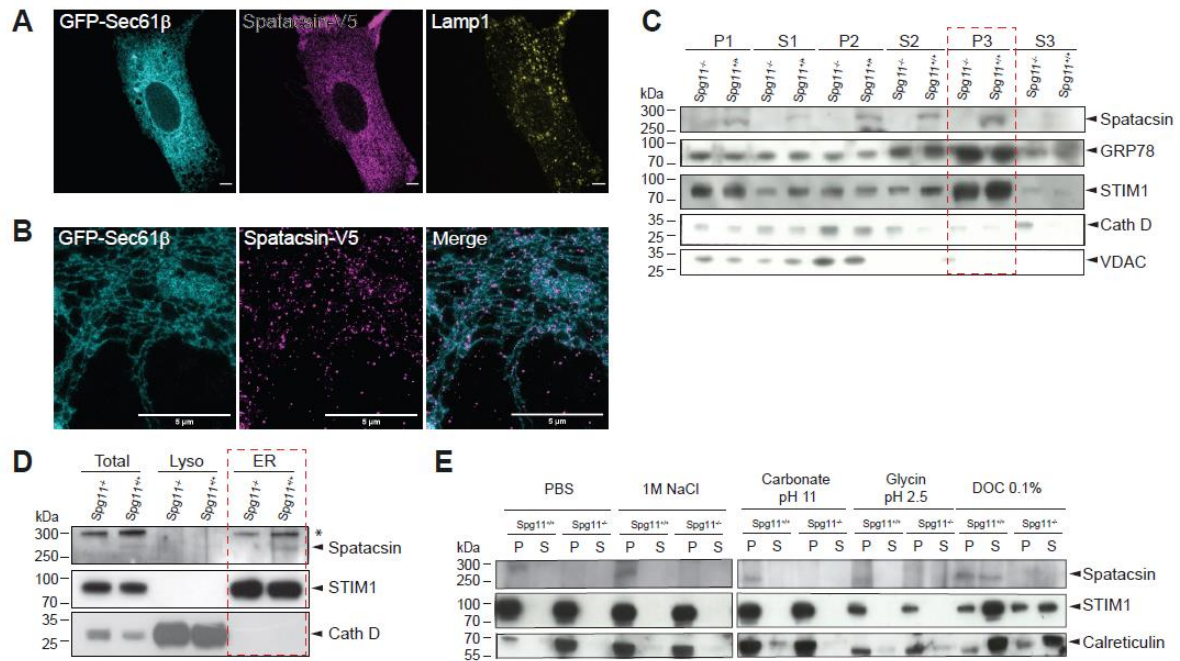 A
GFP-Sec61β
Spatacsin-V5
Lamp1
B
GFP-Sec61β
Spatacsin-V5
Merge
5 µm
5 µm
5 µm
C
P1 S1 P2 S2 P3 S3
Spg11-/- Spg11+/+ Spg11-/- Spg11+/+ Spg11-/- Spg11+/+ Spg11-/- Spg11+/+ Spg11-/- Spg11+/+ Spg11-/- Spg11+/+
kDa
300
250
Spatacsin
100
70
GRP78
100
70
STIM1
35
25
Cath D
35
25
VDAC
D
Total Lyso ER
Spg11-/- Spg11+/+ Spg11-/- Spg11+/+ Spg11-/- Spg11+/+
kDa
300
250
*
Spatacsin
100
70
STIM1
35
25
Cath D
E
PBS 1M NaCl Carbonate pH 11 Glycin pH 2.5 DOC 0.1%
Spg11+/+ Spg11-/- Spg11+/+ Spg11-/- Spg11+/+ Spg11-/- Spg11+/+ Spg11-/- Spg11+/+ Spg11-/-
kDa
P S P S P S P S P S P S P S P S P S P S
300
250
Spatacsin
100
70
STIM1
70
55
Calreticulin